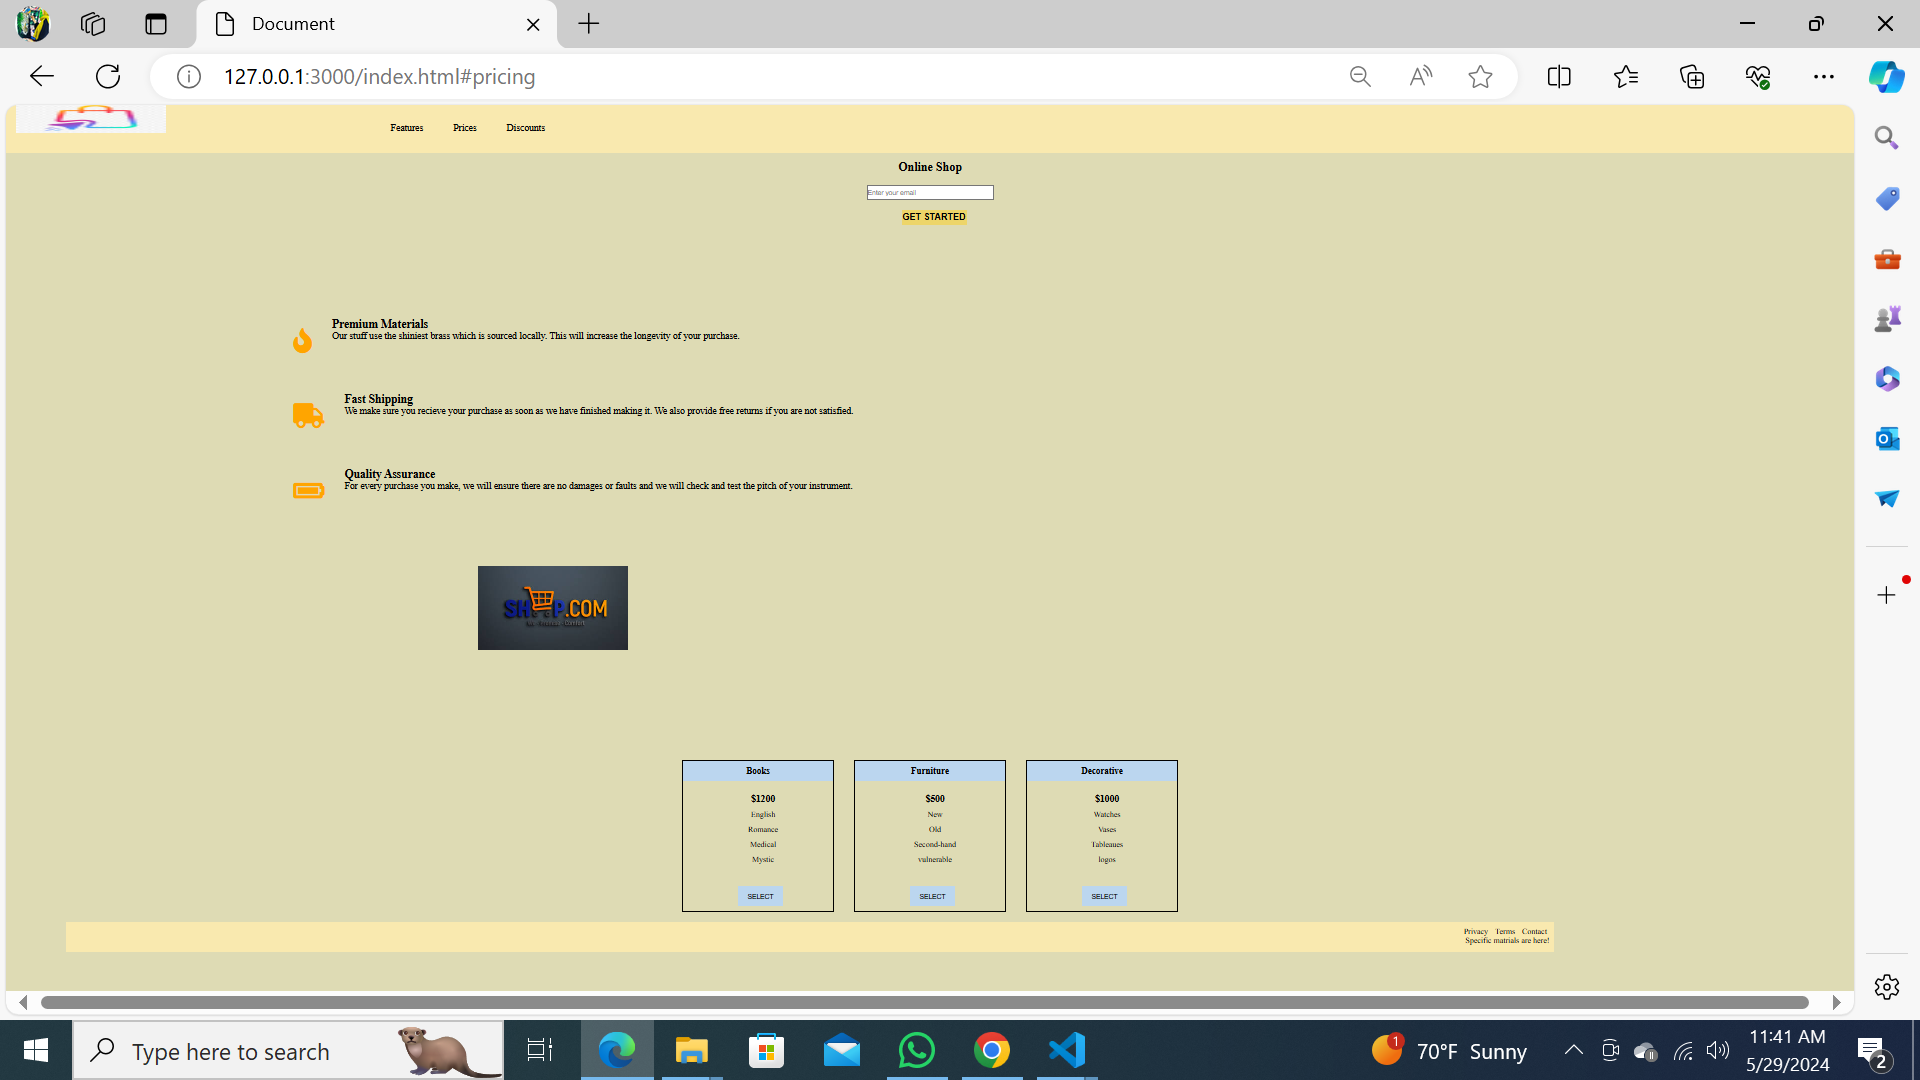 Document
127.0.0.1:3000/index.html#pricing
Features Prices Discounts
Online Shop
Enter your email
GET STARTED
Premium Materials
Our stuff use the shiniest brass which is sourced locally. This will increase the longevity of your purchase.
Fast Shipping
We make sure you recieve your purchase as soon as we have finished making it. We also provide free returns if you are not satisfied.
Quality Assurance
For every purchase you make, we will ensure there are no damages or faults and we will check and test the pitch of your instrument.
SHOP.COM
Books
$1200
English
Romance
Medical
Mystic
SELECT
Furniture
$500
New
Old
Second-hand
vulnerable
SELECT
Decorative
$1000
Watches
Vases
Tableaues
logos
SELECT
Privacy Terms Contact
Specific matrials are here!
Type here to search
1
70°F Sunny
11:41 AM
5/29/2024
2